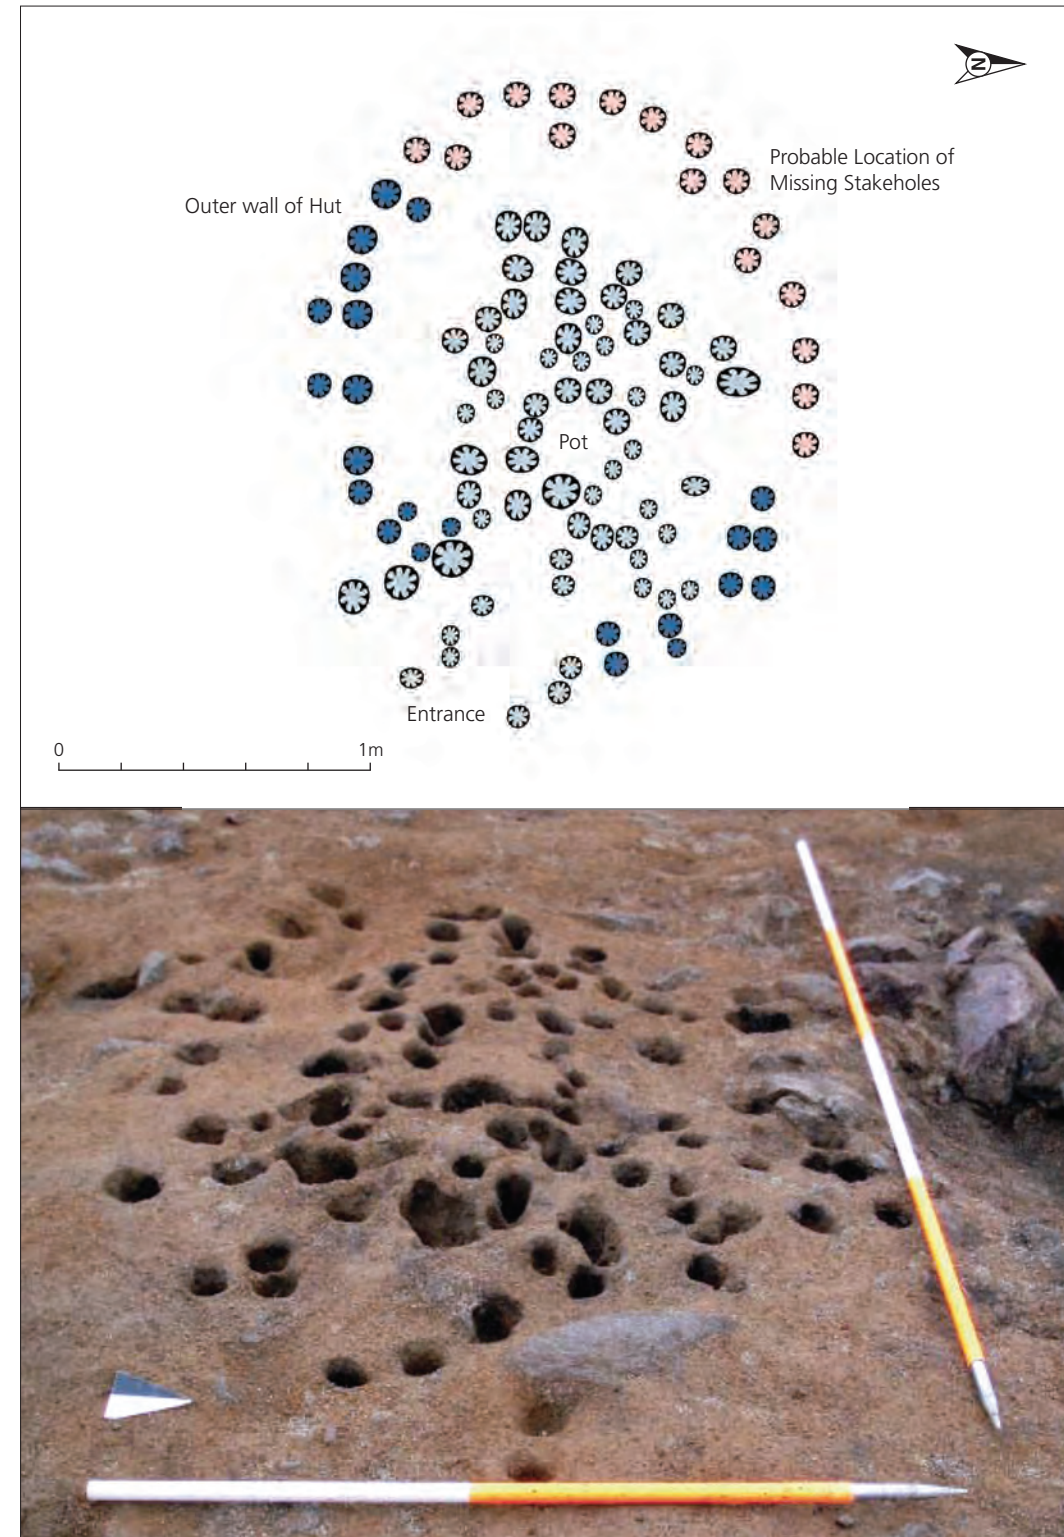 N
Probable Location of
Missing Stakeholes
Outer wall of Hut
Pot
Entrance
0 1m